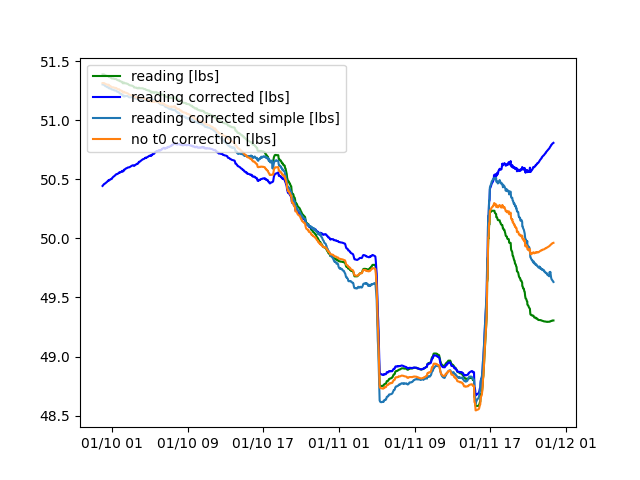 51.5
51.0
50.5
50.0
49.5
49.0
48.5
reading [lbs]
reading corrected [lbs]
reading corrected simple [lbs]
no t0 correction [lbs]
01/10 01 01/10 09 01/10 17 01/11 01 01/11 09 01/11 17 01/12 01